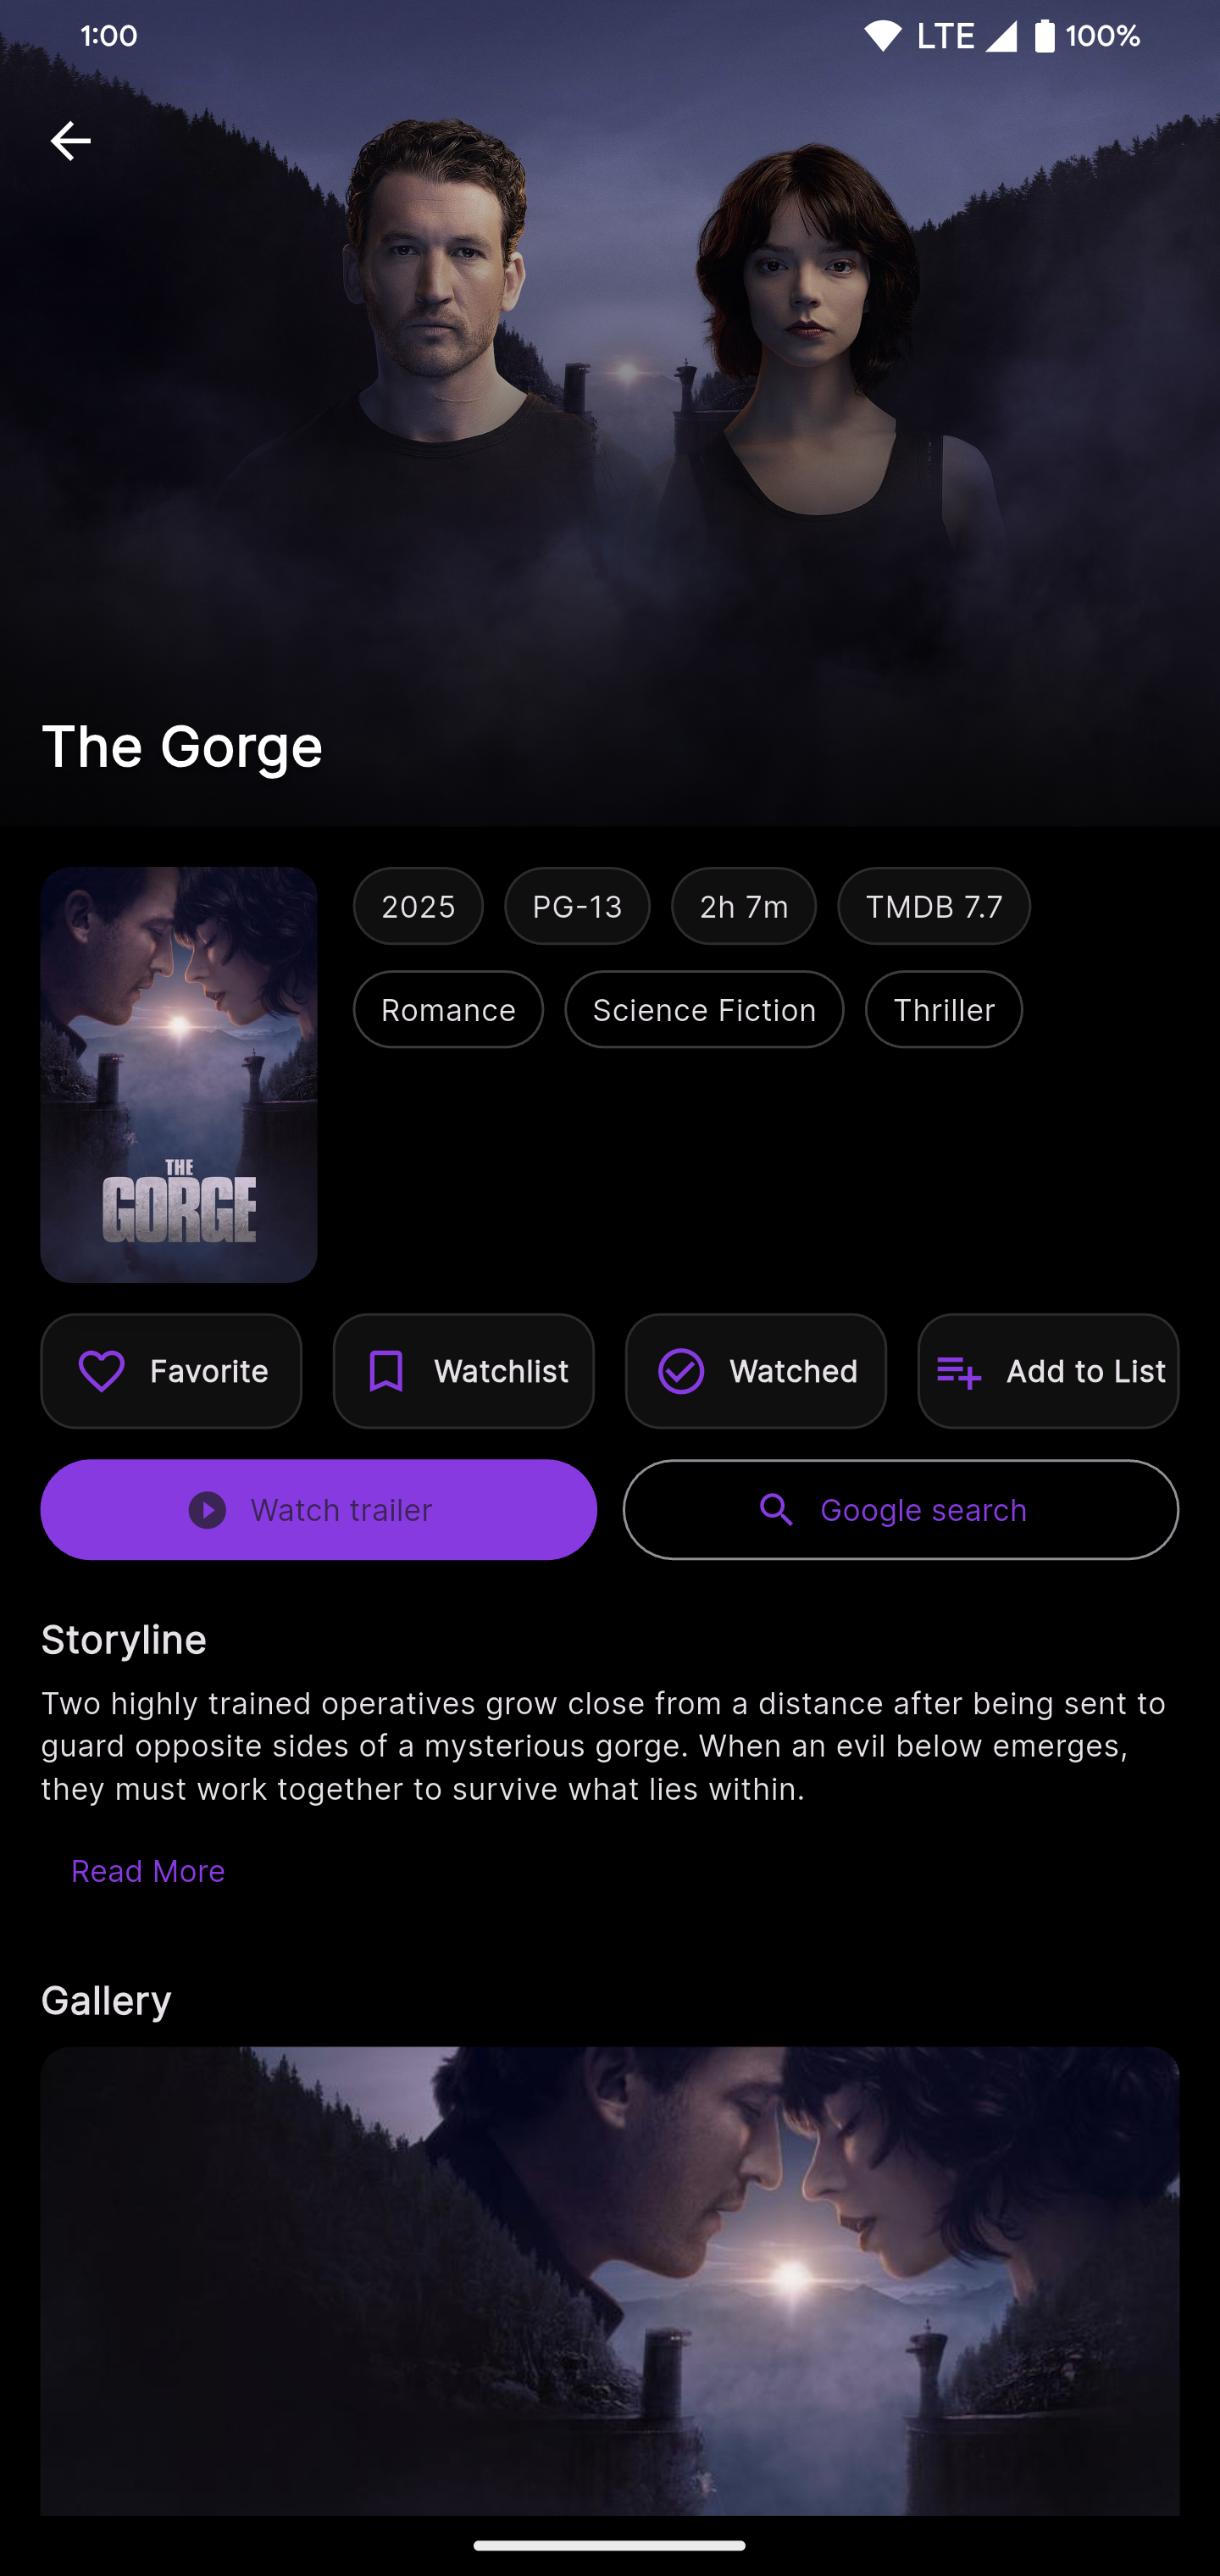 1:00 LTE 100%
The Gorge
2025 PG-13 2h 7m TMDB 7.7
Romance Science Fiction Thriller
THE
GORGE
Favorite Watchlist Watched Add to List
Watch trailer Google search
Storyline
Two highly trained operatives grow close from a distance after being sent to
guard opposite sides of a mysterious gorge. When an evil below emerges,
they must work together to survive what lies within.
Read More
Gallery